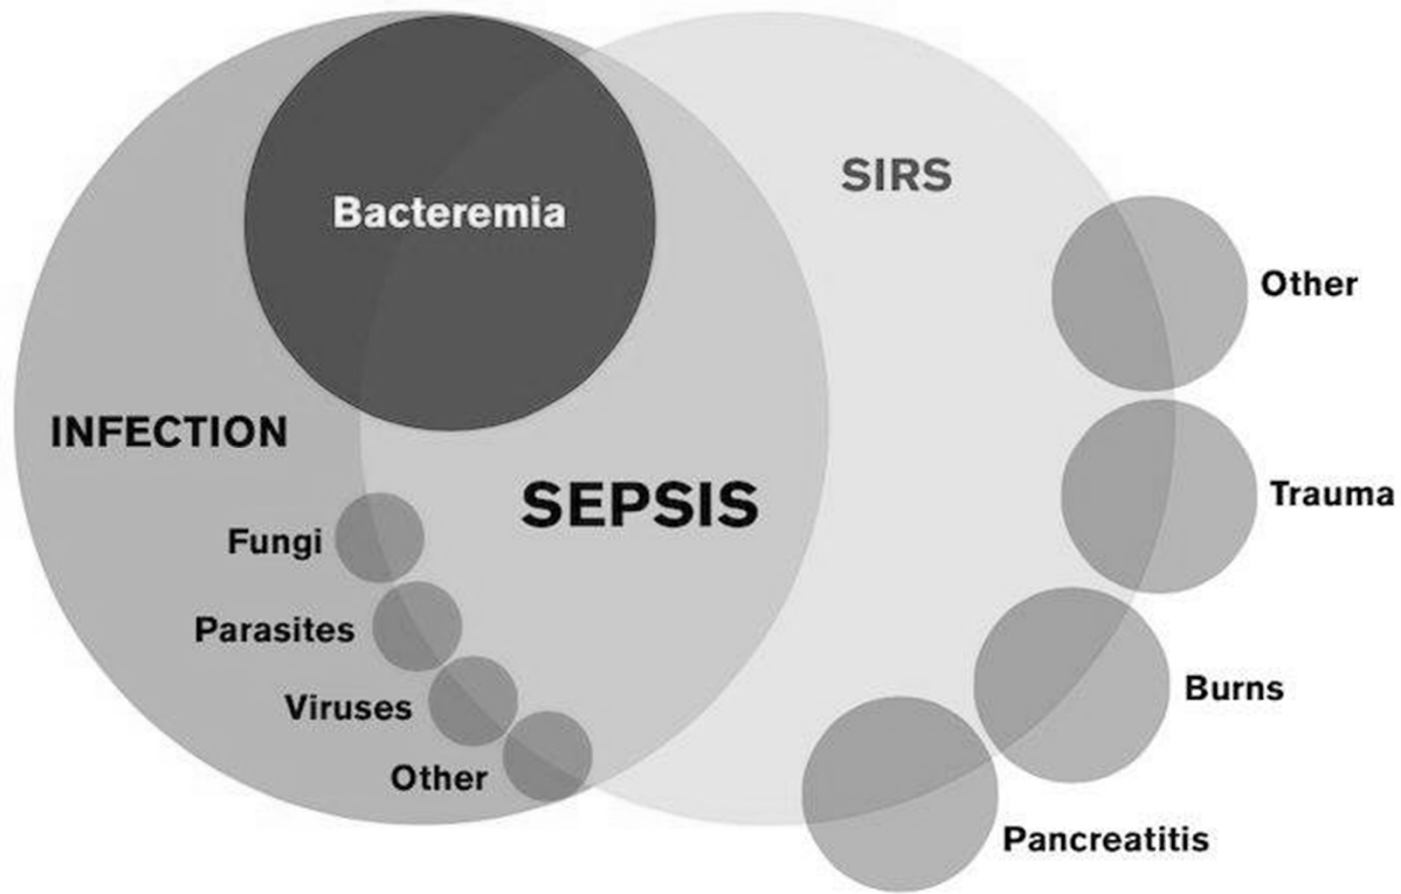 SIRS
Bacteremia
Other
INFECTION
SEPSIS
Trauma
Fungi
Parasites
Viruses
Burns
Other
Pancreatitis